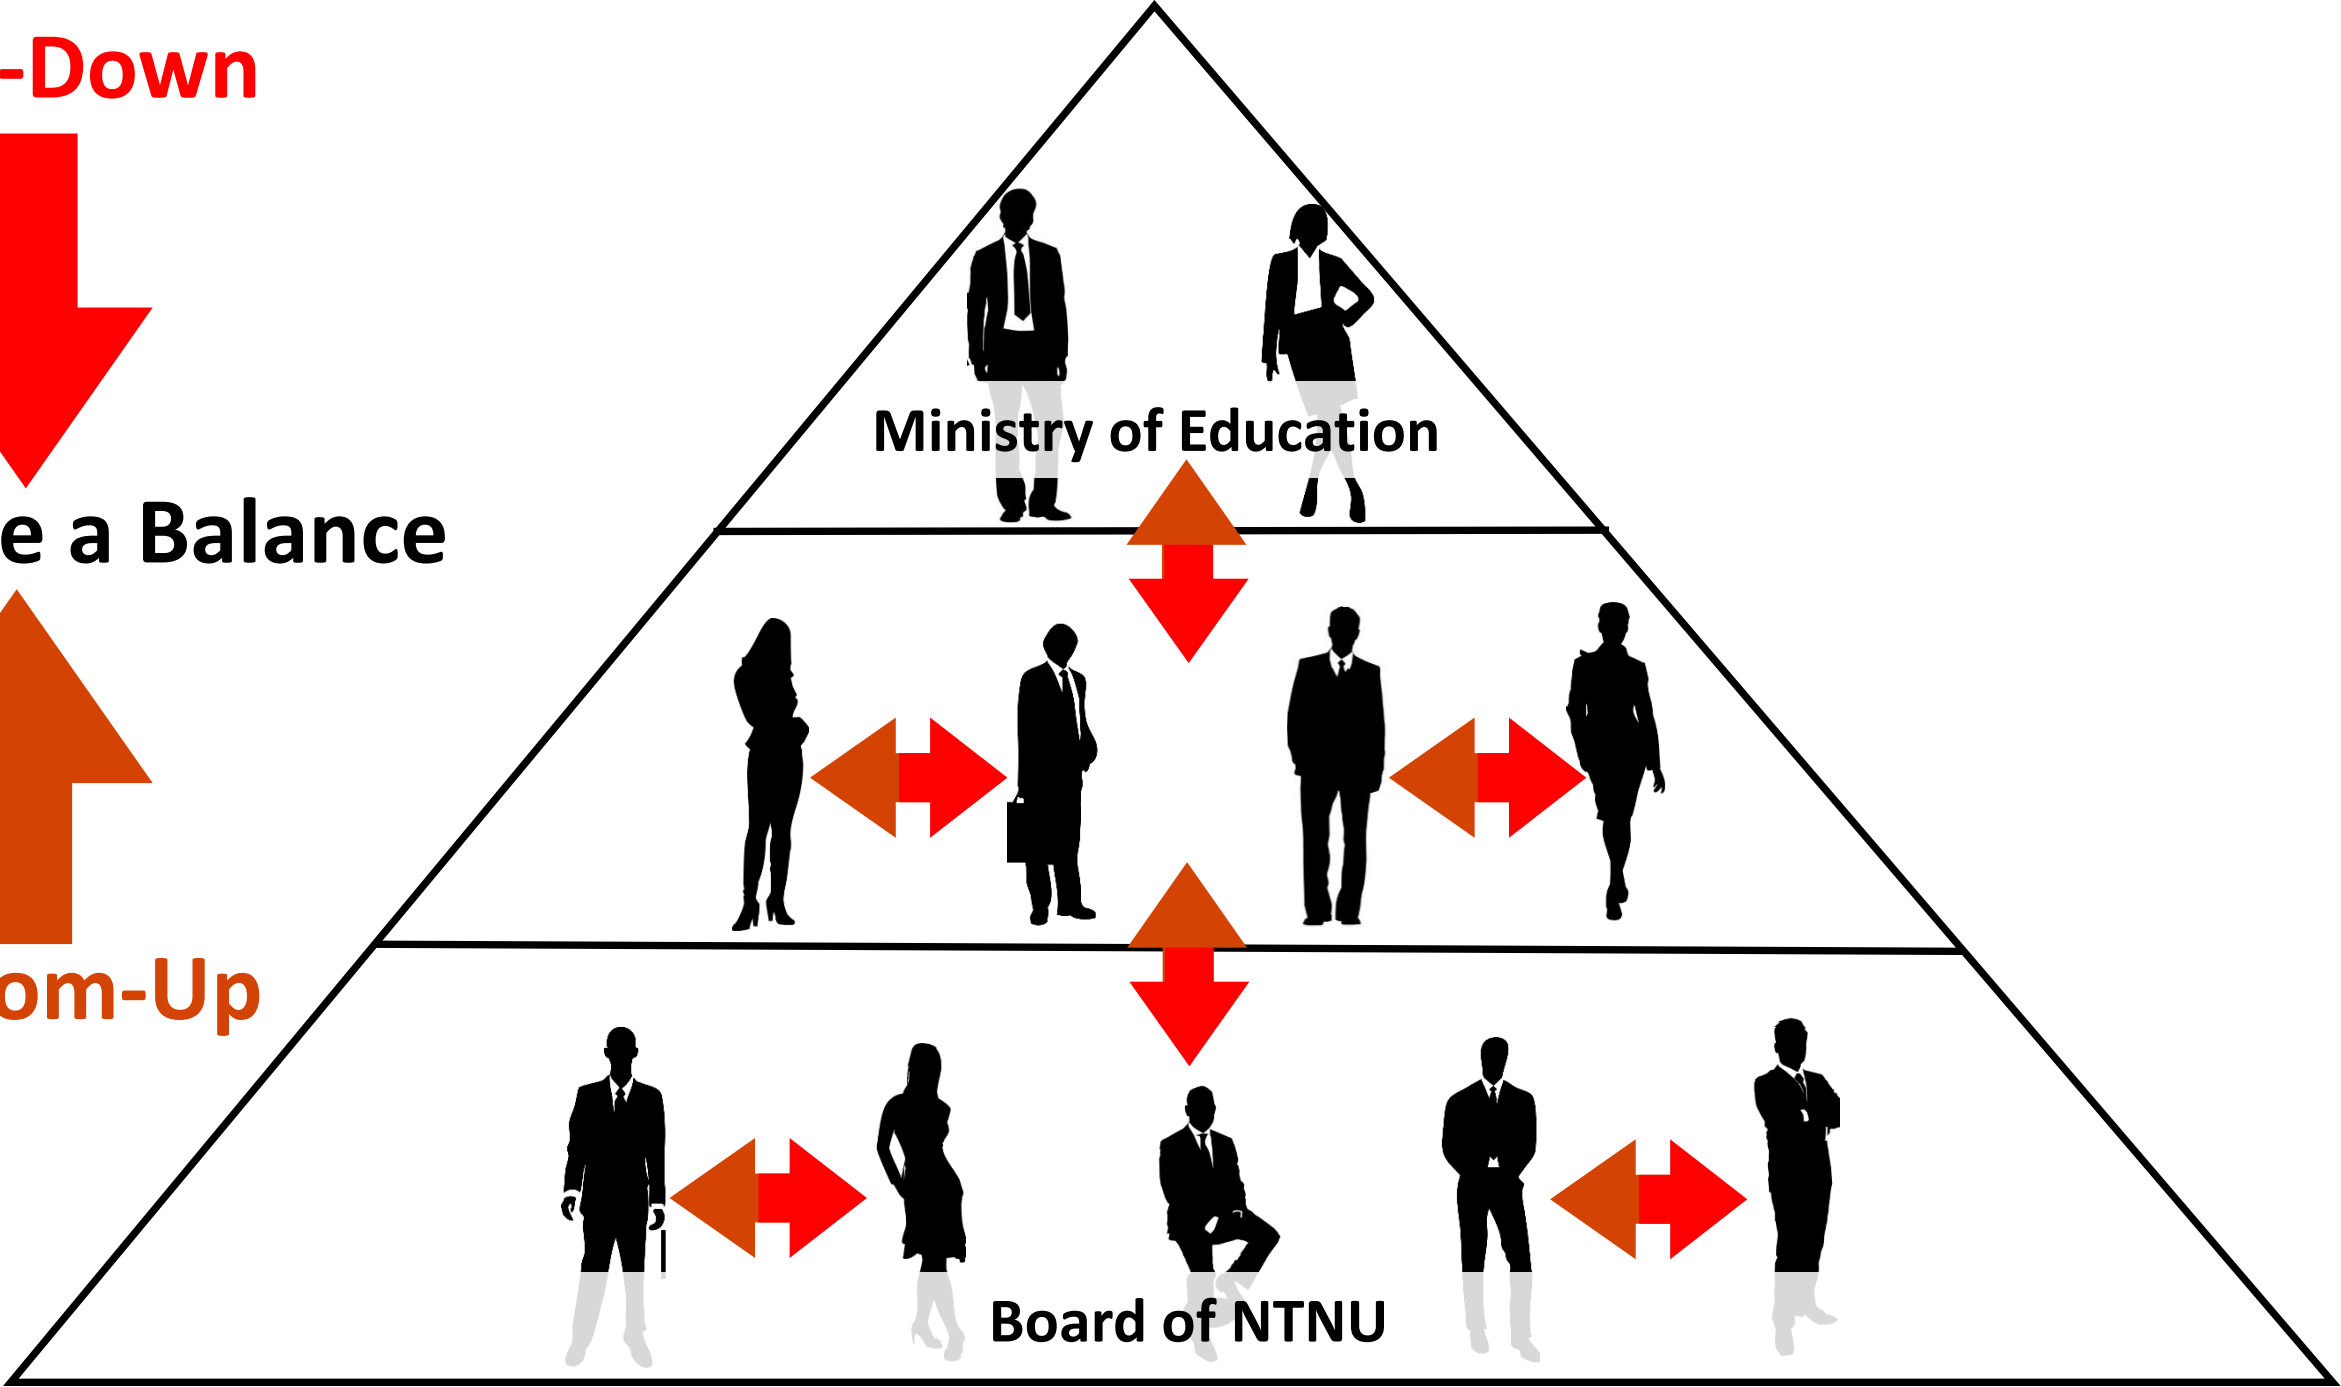 -Down
Ministry of Education
e a Balance
om-Up
Board of NTNU